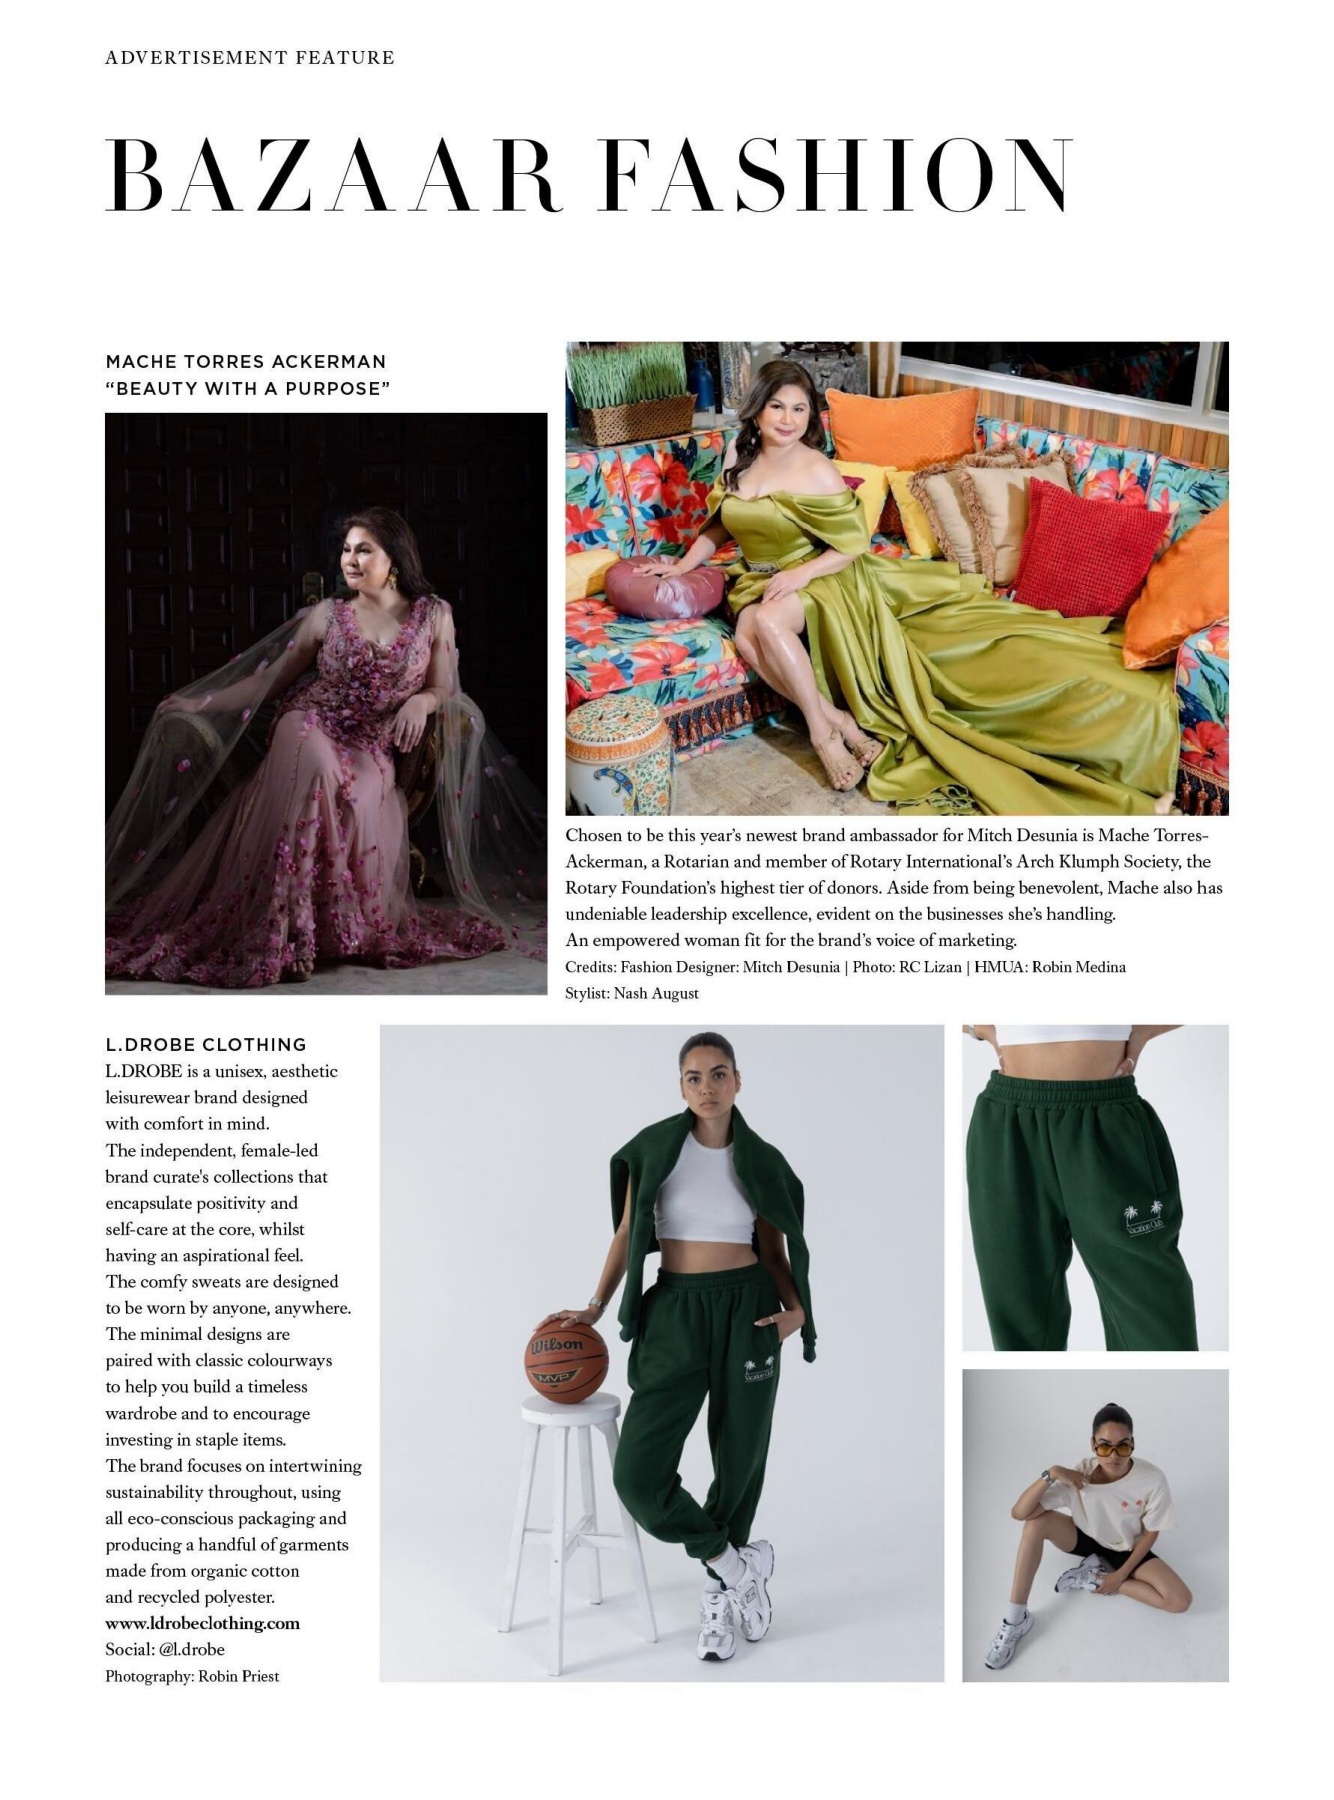 ADVERTISEMENT FEATURE
BAZAAR FASHION
MACHE TORRES ACKERMAN
“BEAUTY WITH A PURPOSE”
Chosen to be this year’s newest brand ambassador for Mitch Desunia is Mache Torres-
Ackerman, a Rotarian and member of Rotary International’s Arch Klumph Society, the
Rotary Foundation’s highest tier of donors. Aside from being benevolent, Mache also has
undeniable leadership excellence, evident on the businesses she’s handling.
An empowered woman fit for the brand’s voice of marketing.
Credits: Fashion Designer: Mitch Desunia | Photo: RC Lizan | HMUA: Robin Medina
Stylist: Nash August
L.DROBE CLOTHING
L.DROBE is a unisex, aesthetic
leisurewear brand designed
with comfort in mind.
The independent, female-led
brand curate's collections that
encapsulate positivity and
self-care at the core, whilst
having an aspirational feel.
The comfy sweats are designed
to be worn by anyone, anywhere.
The minimal designs are
paired with classic colourways
to help you build a timeless
wardrobe and to encourage
investing in staple items.
The brand focuses on intertwining
sustainability throughout, using
all eco-conscious packaging and
producing a handful of garments
made from organic cotton
and recycled polyester.
www.ldrobeclothing.com
Social: @l.drobe
Photography: Robin Priest
Wilson
MVP
Vacation Club
Vacation Club